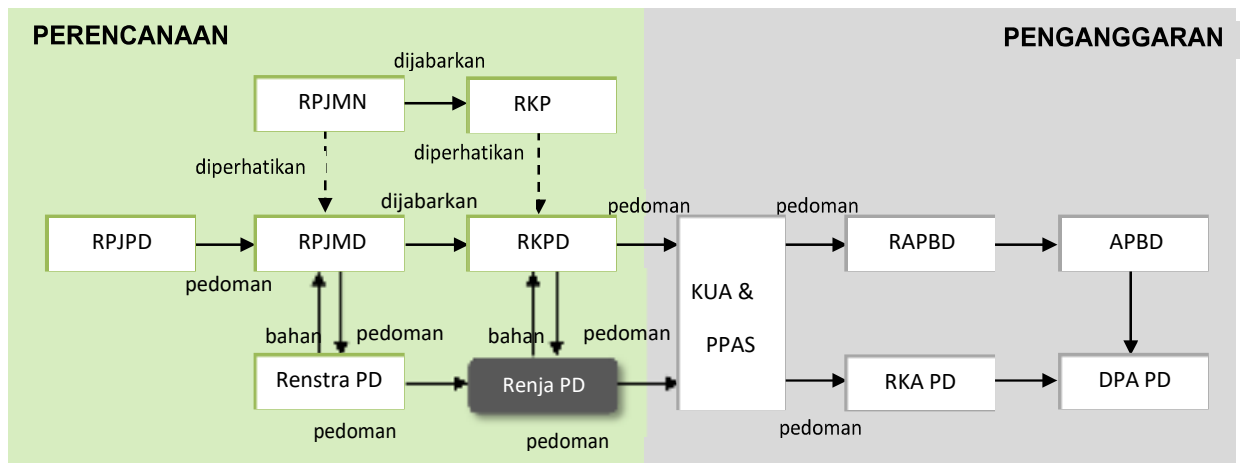 PERENCANAAN
PENGANGGARAN
dijabarkan
RPJMN
RKP
diperhatikan
diperhatikan
dijabarkan
pedoman
pedoman
RPJPD
RPJMD
RKPD
RAPBD
APBD
pedoman
KUA &
PPAS
bahan
pedoman
bahan
pedoman
Renstra PD
Renja PD
RKA PD
DPA PD
pedoman
pedoman
pedoman